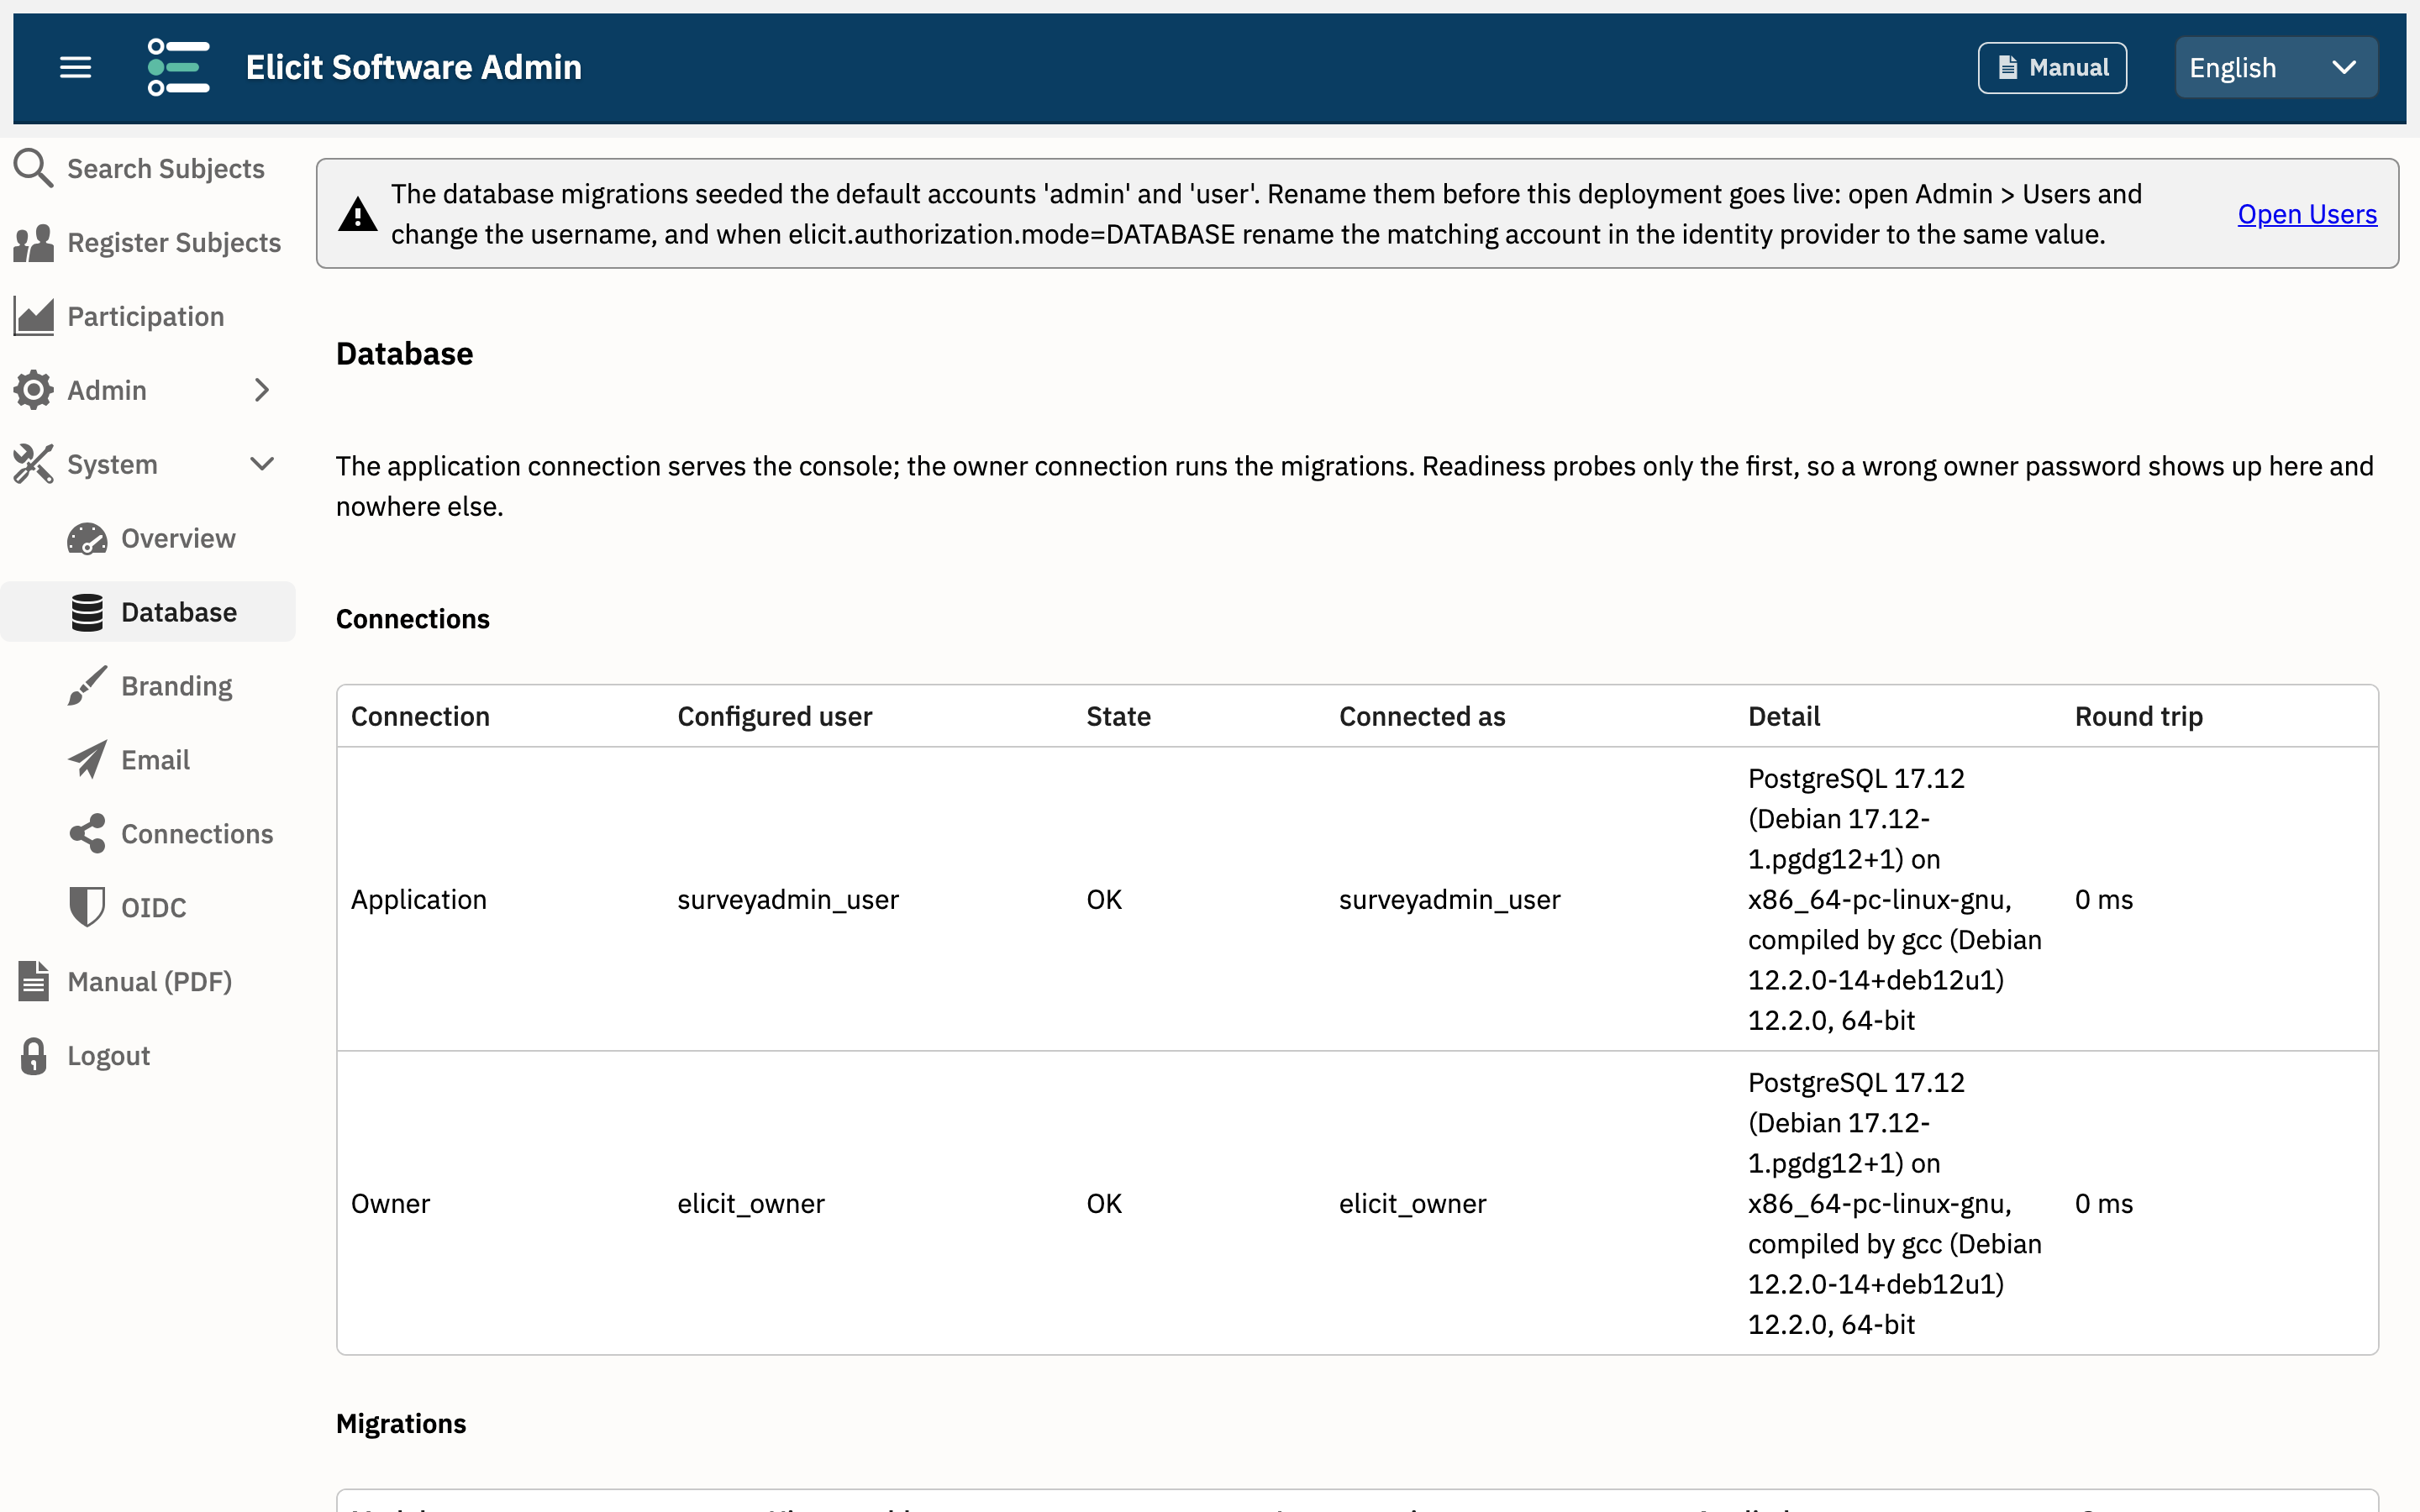 Elicit Software Admin
Manual
English
Search Subjects
Register Subjects
Participation
Admin
System
Overview
Database
Branding
Email
Connections
OIDC
Manual (PDF)
Logout
The database migrations seeded the default accounts 'admin' and 'user'. Rename them before this deployment goes live: open Admin > Users and
change the username, and when elicit.authorization.mode=DATABASE rename the matching account in the identity provider to the same value.
Open Users
Database
The application connection serves the console; the owner connection runs the migrations. Readiness probes only the first, so a wrong owner password shows up here and
nowhere else.
Connections
Connection Configured user State Connected as Detail Round trip
Application surveyadmin_user OK surveyadmin_user
PostgreSQL 17.12
(Debian 17.12-
1.pgdg12+1) on
x86_64-pc-linux-gnu,
compiled by gcc (Debian
12.2.0-14+deb12u1)
12.2.0, 64-bit
0 ms
Owner elicit_owner OK elicit_owner
PostgreSQL 17.12
(Debian 17.12-
1.pgdg12+1) on
x86_64-pc-linux-gnu,
compiled by gcc (Debian
12.2.0-14+deb12u1)
12.2.0, 64-bit
0 ms
Migrations